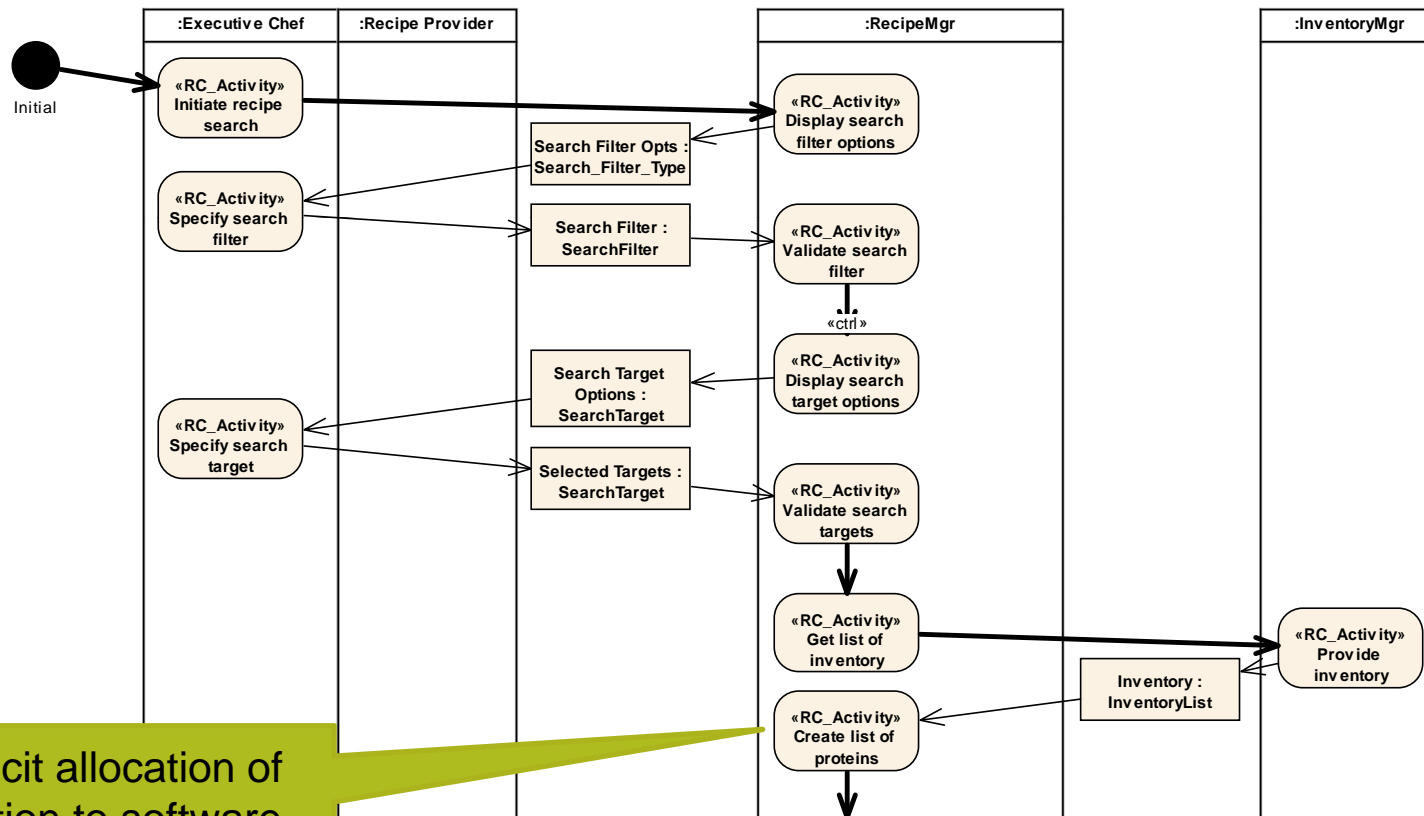 :Executive Chef
:Recipe Provider
:RecipeMgr
:InventoryMgr
Initial
«RC_Activity»
Initiate recipe
search
«RC_Activity»
Display search
filter options
Search Filter Opts :
Search_Filter_Type
«RC_Activity»
Specify search
filter
Search Filter :
SearchFilter
«RC_Activity»
Validate search
filter
«ctrl»
«RC_Activity»
Display search
target options
Search Target
Options :
SearchTarget
«RC_Activity»
Specify search
target
Selected Targets :
SearchTarget
«RC_Activity»
Validate search
targets
«RC_Activity»
Get list of
inventory
«RC_Activity»
Provide
inventory
Inventory :
InventoryList
«RC_Activity»
Create list of
proteins
cit allocation of
tion to software